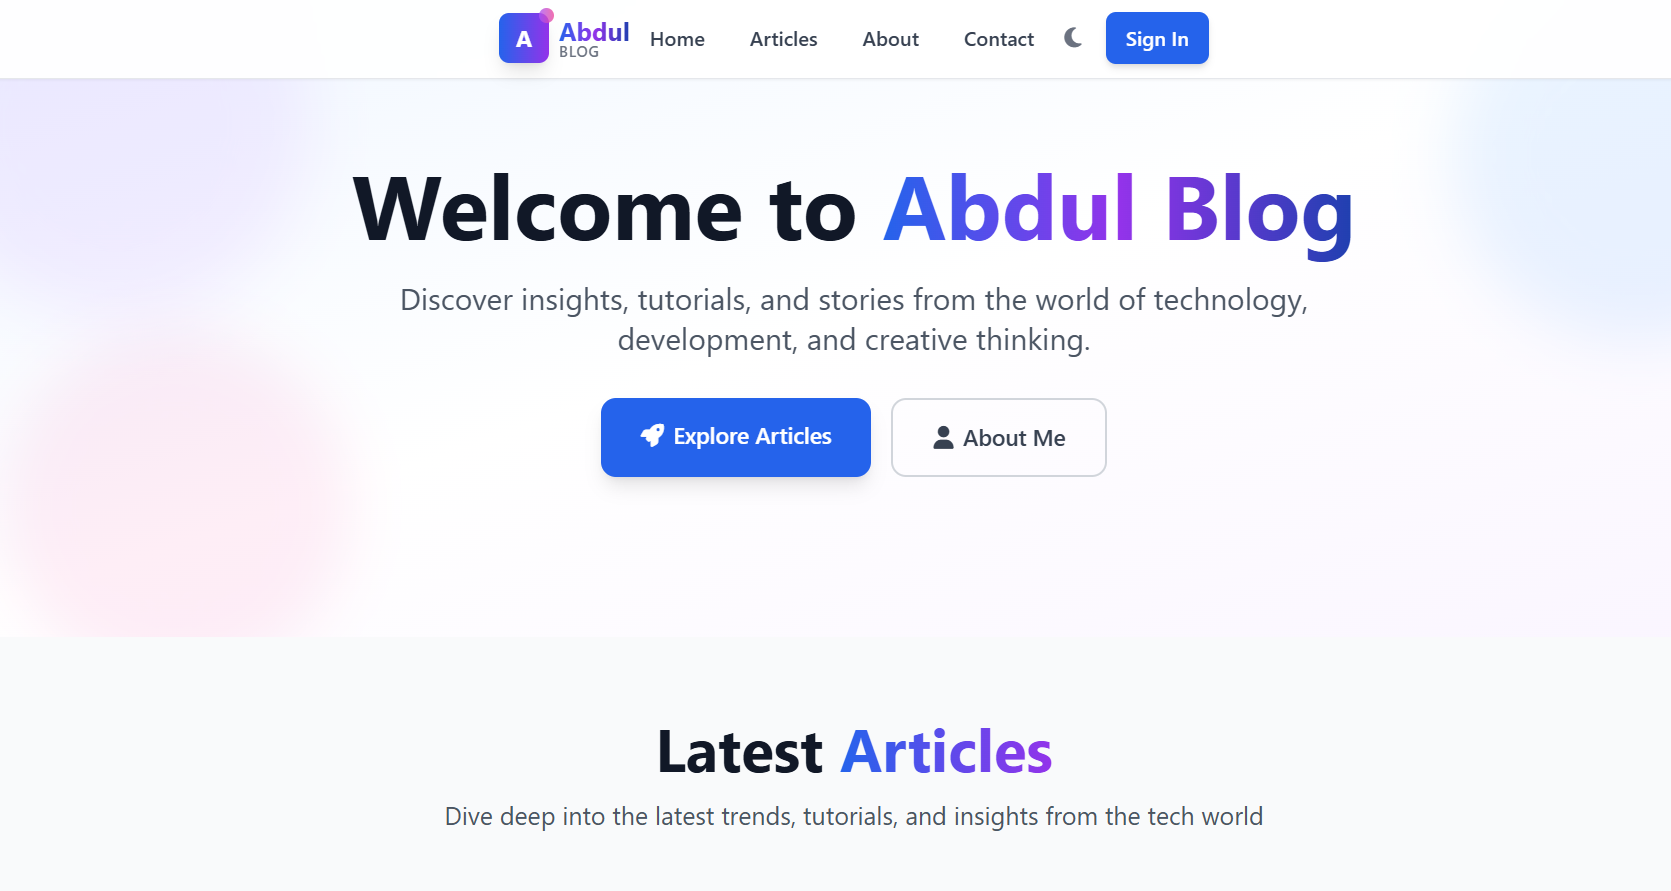 A
Abdul
BLOG
Home
Articles
About
Contact
Sign In
Welcome to Abdul Blog
Discover insights, tutorials, and stories from the world of technology,
development, and creative thinking.
Explore Articles
About Me
Latest Articles
Dive deep into the latest trends, tutorials, and insights from the tech world